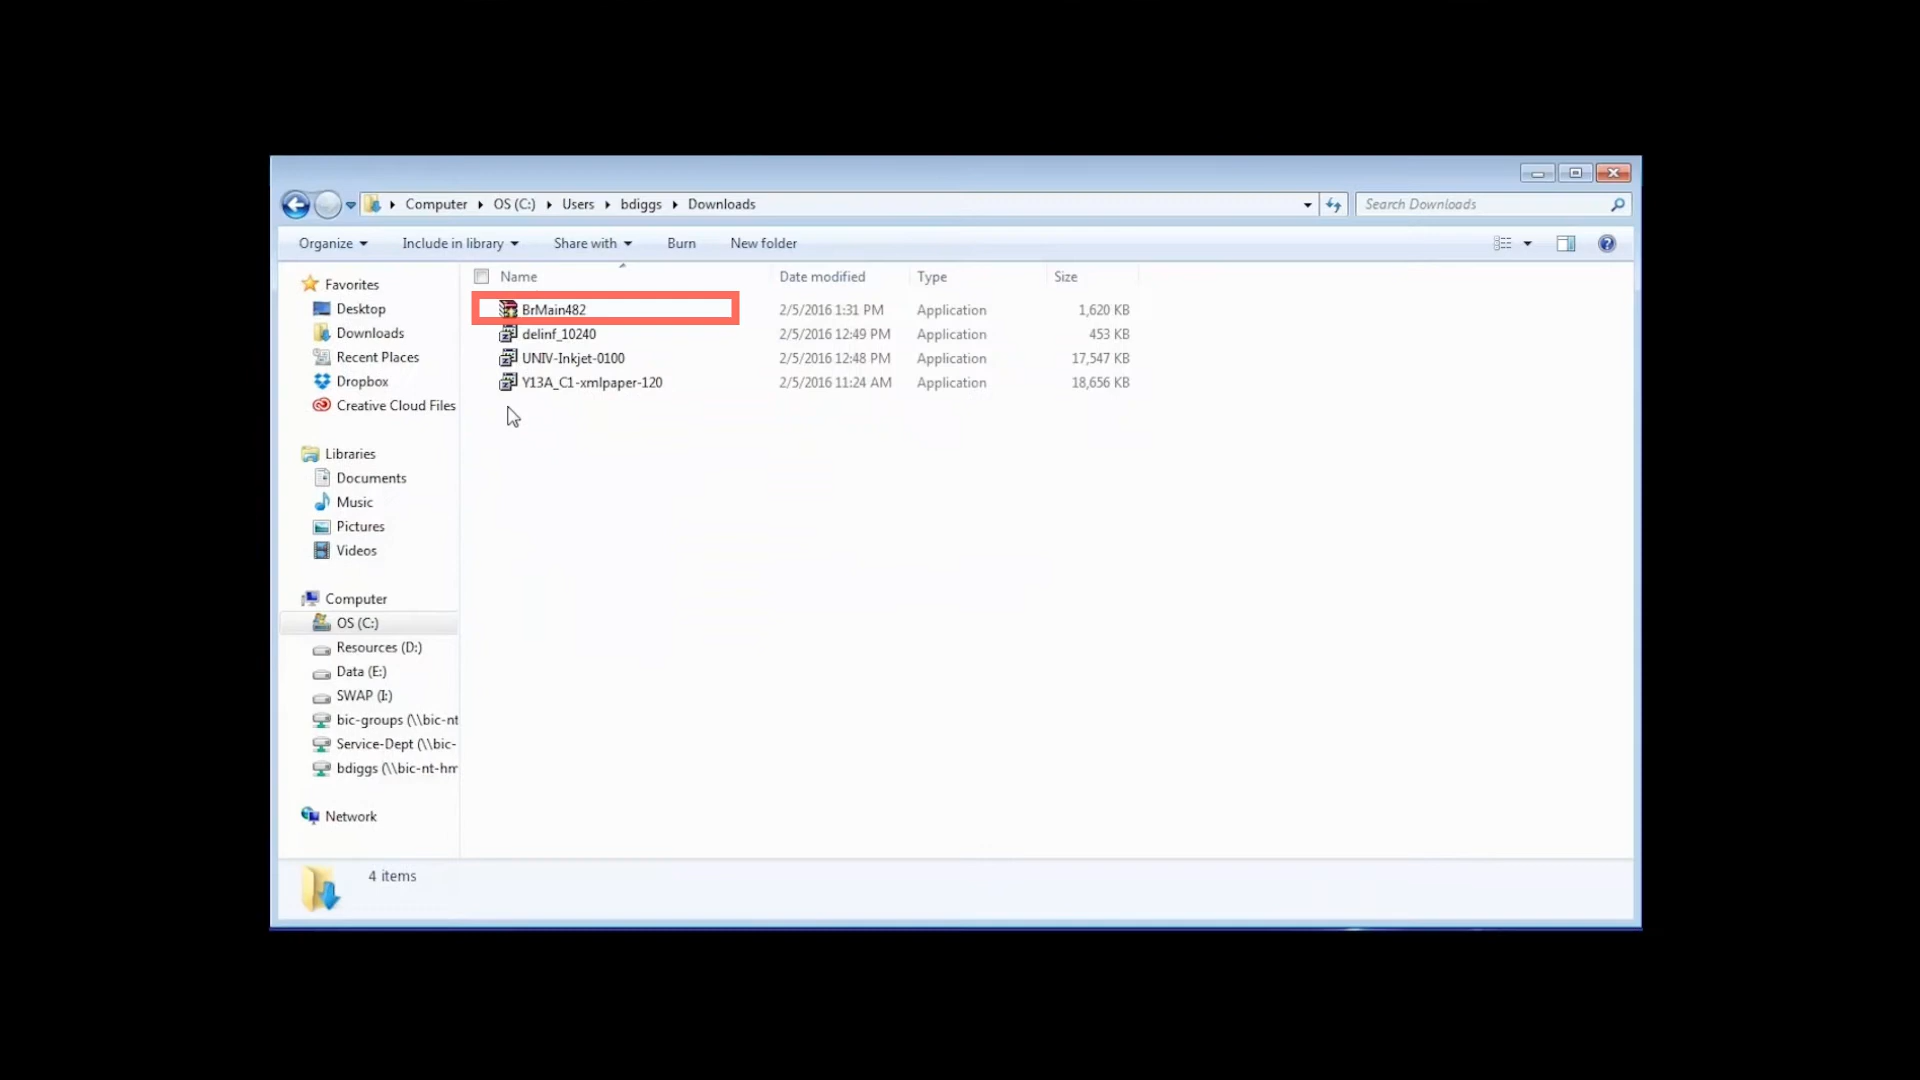 Computer OS (C:) Users bdiggs Downloads
Search Downloads
Organize Include in library Share with Burn New folder
Name Date modified Type Size
BrMain482 2/5/2016 1:31 PM Application 1,620 KB
delinf_10240 2/5/2016 12:49 PM Application 453 KB
UNIV-Inkjet-0100 2/5/2016 12:48 PM Application 17,547 KB
Y13A_C1-xmlpaper-120 2/5/2016 11:24 AM Application 18,656 KB
Favorites
Desktop
Downloads
Recent Places
Dropbox
Creative Cloud Files
Libraries
Documents
Music
Pictures
Videos
Computer
OS (C:)
Resources (D:)
Data (E:)
SWAP (I:)
bic-groups (\\bic-nt
Service-Dept (\\bic-
bdiggs (\\bic-nt-hm
Network
4 items